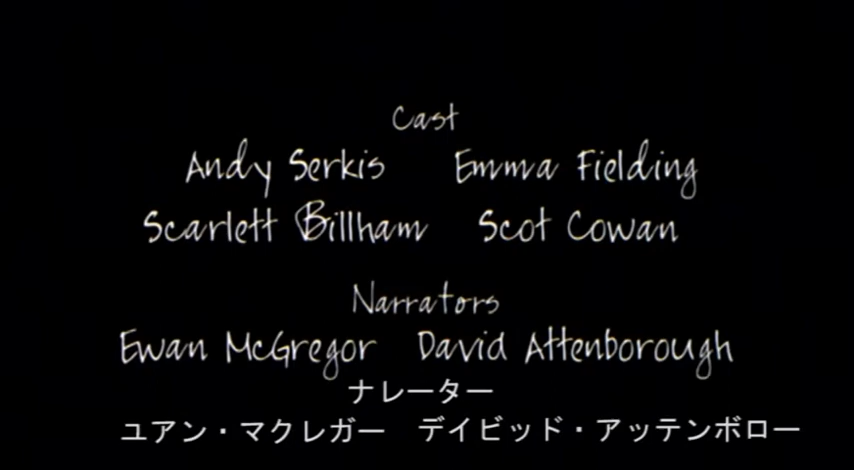 Cast
Andy Serkis Emma Fielding
Scarlett Billham Scot Cowan
Narrators
Ewan McGregor David Attenborough
ナレーター
ユアン・マクレガー デイビッド・アッテンボロー